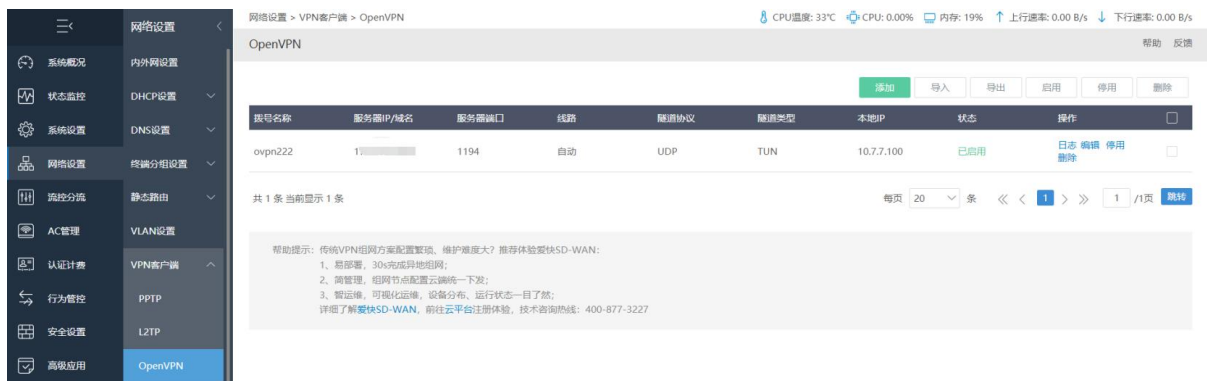 网络设置 > VPN客户端 > OpenVPN
CPU温度: 33℃ CPU: 0.00% 内存: 19% 上行速率: 0.00 B/s 下行速率: 0.00 B/s
网络设置
OpenVPN
帮助 反馈
系统概况
状态监控
系统设置
网络设置
流控分流
AC管理
认证计费
行为管控
安全设置
高级应用
内外网设置
DHCP设置
DNS设置
终端分组设置
静态路由
VLAN设置
VPN客户端
PPTP
L2TP
OpenVPN
添加 导入 导出 启用 停用 删除
拨号名称 服务器IP/域名 服务器端口 线路 隧道协议 隧道类型 本地IP 状态 操作
ovpn222 1 1194 自动 UDP TUN 10.7.7.100 已启用 日志 编辑 停用
删除
共 1 条 当前显示 1 条
每页 20 条 《 < 1 > 》 1 /1页 跳转
帮助提示: 传统VPN组网方案配置繁琐、维护难度大? 推荐体验爱快SD-WAN:
1、易部署, 30s完成异地组网;
2、简管理, 组网节点配置云端统一下发;
3、智运维, 可视化运维, 设备分布、运行状态一目了然;
详细了解爱快SD-WAN, 前往云平台注册体验, 技术咨询热线: 400-877-3227